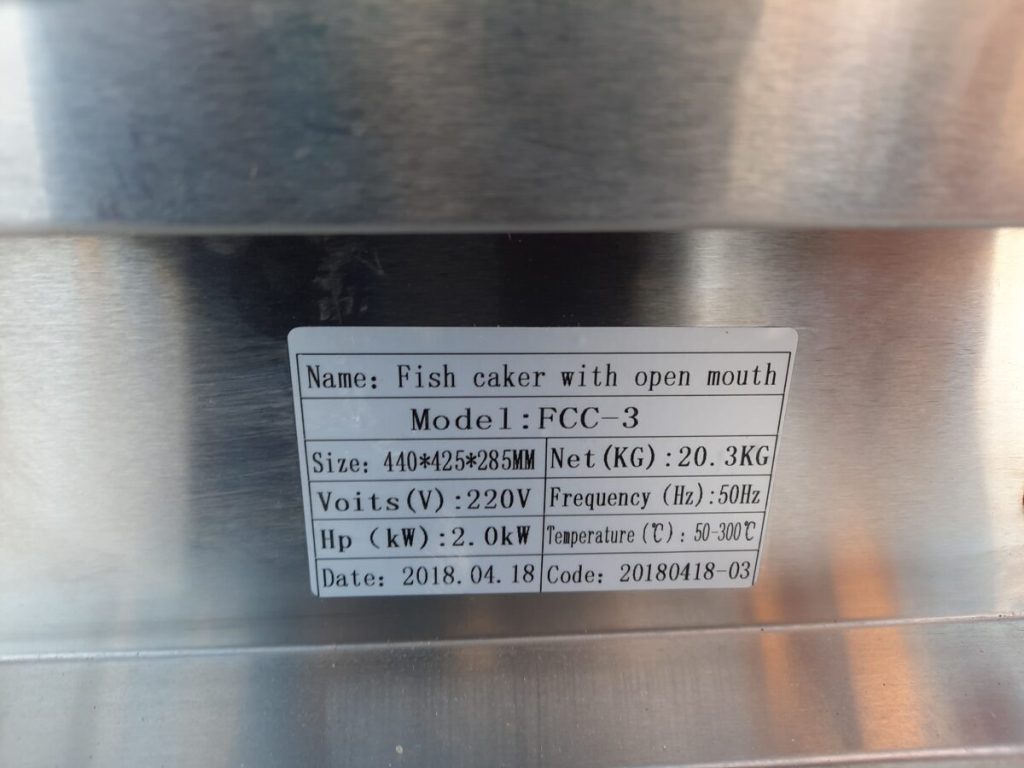 Name: Fish caker with open mouth
Model:FCC-3
Size: 440*425*285MM Net(KG):20.3KG
Voits(V):220V Frequency (Hz):50Hz
Hp (kW):2.0kW Temperature(℃): 50-300℃
Date: 2018.04.18 Code: 20180418-03